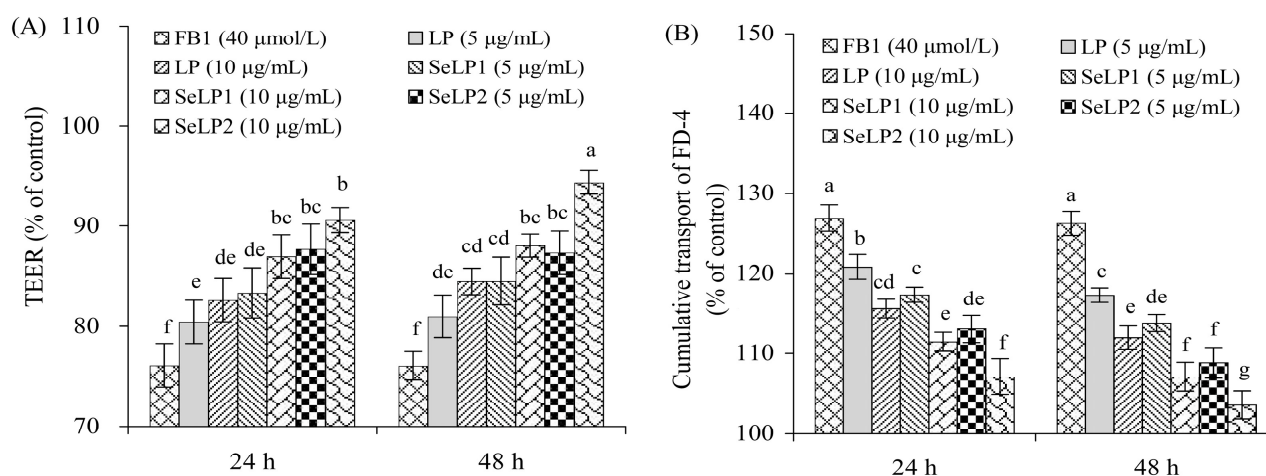 (A)
110
100
90
80
70
TEER (% of control)
FB1 (40 μmol/L)
LP (5 μg/mL)
LP (10 μg/mL)
SeLP1 (5 μg/mL)
SeLP1 (10 μg/mL)
SeLP2 (5 μg/mL)
SeLP2 (10 μg/mL)
f
e
de
de
bc
bc
b
f
de
cd
cd
bc
bc
a
24 h
48 h
(B)
150
140
130
120
110
100
Cumulative transport of FD-4
(% of control)
FB1 (40 μmol/L)
LP (5 μg/mL)
LP (10 μg/mL)
SeLP1 (5 μg/mL)
SeLP1 (10 μg/mL)
SeLP2 (5 μg/mL)
SeLP2 (10 μg/mL)
a
b
cd
c
e
de
f
a
c
e
de
f
f
g
24 h
48 h